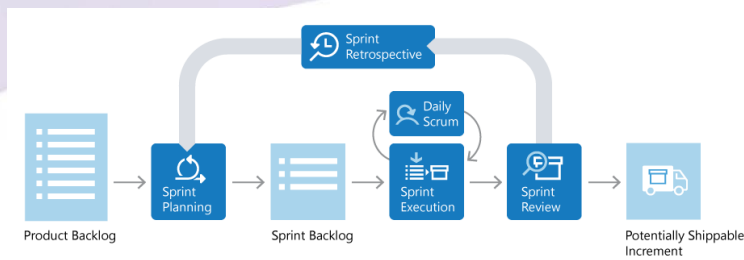 Sprint
Retrospective
Daily
Scrum
Sprint
Planning
Sprint
Execution
Sprint
Review
Product Backlog
Sprint Backlog
Potentially Shippable
Increment